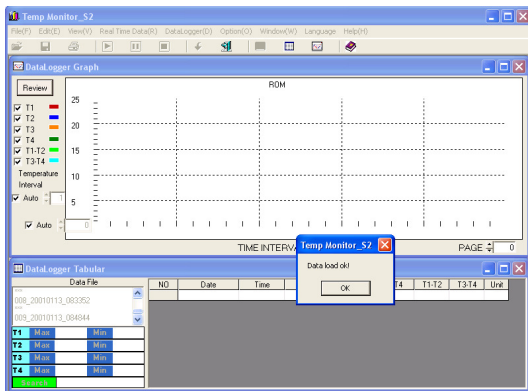 Temp Monitor_S2
File(F) Edit(E) View(V) Real Time Data(R) DataLogger(D) Option(O) Window(W) Language Help(H)
DataLogger Graph
Review
ROM
T1
T2
T3
T4
T1-T2
T3-T4
Temperature
Interval
Auto 1
Auto 0
25
20
15
10
5
TIME INTERVA
PAGE 0
Temp Monitor_S2
Data load ok!
OK
DataLogger Tabular
Data File
008_20010113_083352
009_20010113_084844
T1 Max Min
T2 Max Min
T3 Max Min
T4 Max Min
Search
NO Date Time T4 T1-T2 T3-T4 Unit